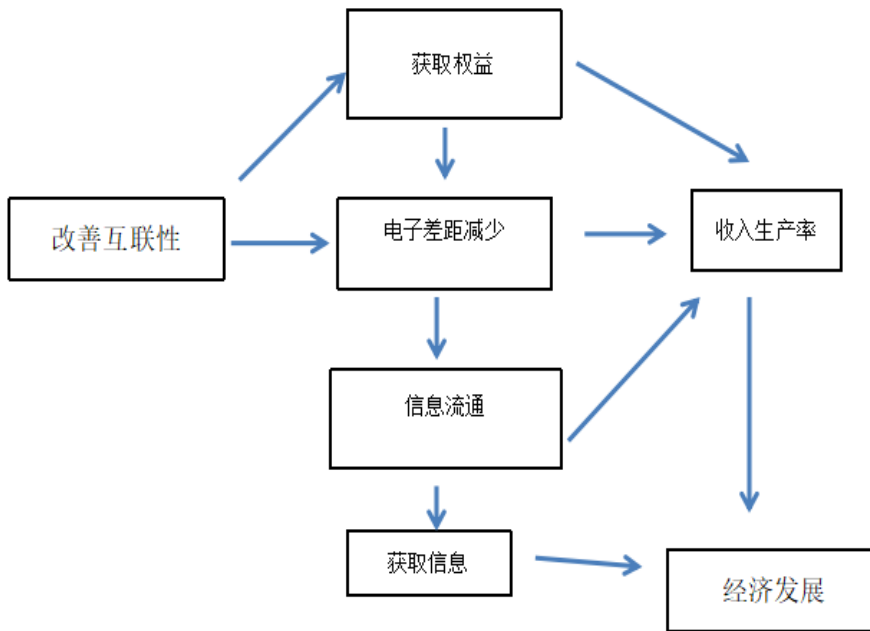 获取权益
改善互联性
电子差距减少
收入生产率
信息流通
获取信息
经济发展